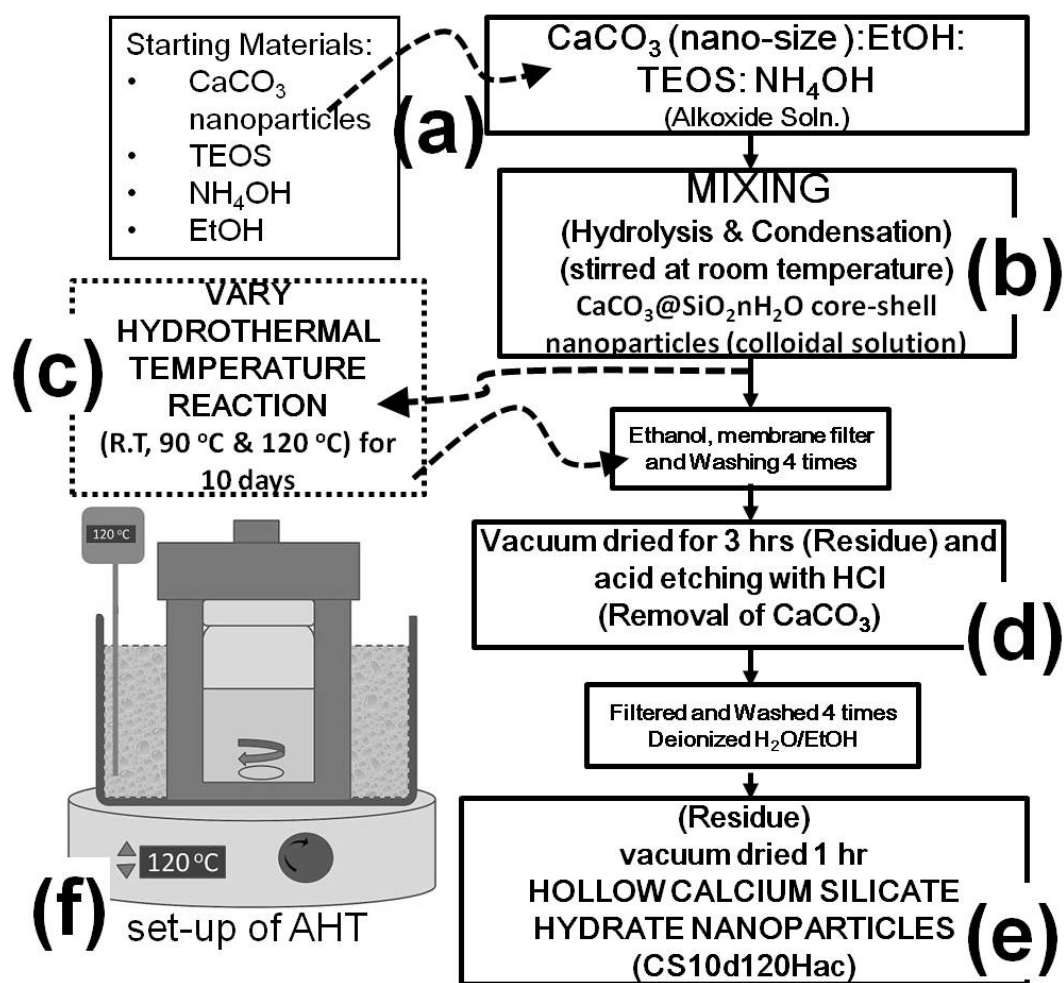 Starting Materials:
• CaCO₃
nanoparticles
• TEOS
• NH₄OH
• EtOH
(a)
CaCO₃ (nano-size):EtOH:
TEOS: NH₄OH
(Alkoxide Soln.)
MIXING
(Hydrolysis & Condensation)
(stirred at room temperature)
CaCO₃@SiO₂nH₂O core-shell
nanoparticles (colloidal solution)
(b)
(c)
VARY
HYDROTHERMAL
TEMPERATURE
REACTION
(R.T, 90 °C & 120 °C) for
10 days
Ethanol, membrane filter
and Washing 4 times
Vacuum dried for 3 hrs (Residue) and
acid etching with HCl
(Removal of CaCO₃)
(d)
Filtered and Washed 4 times
Deionized H₂O/EtOH
(Residue)
vacuum dried 1 hr
HOLLOW CALCIUM SILICATE
HYDRATE NANOPARTICLES
(CS10d120Hac)
(e)
120 °C
120 °C
(f)
set-up of AHT